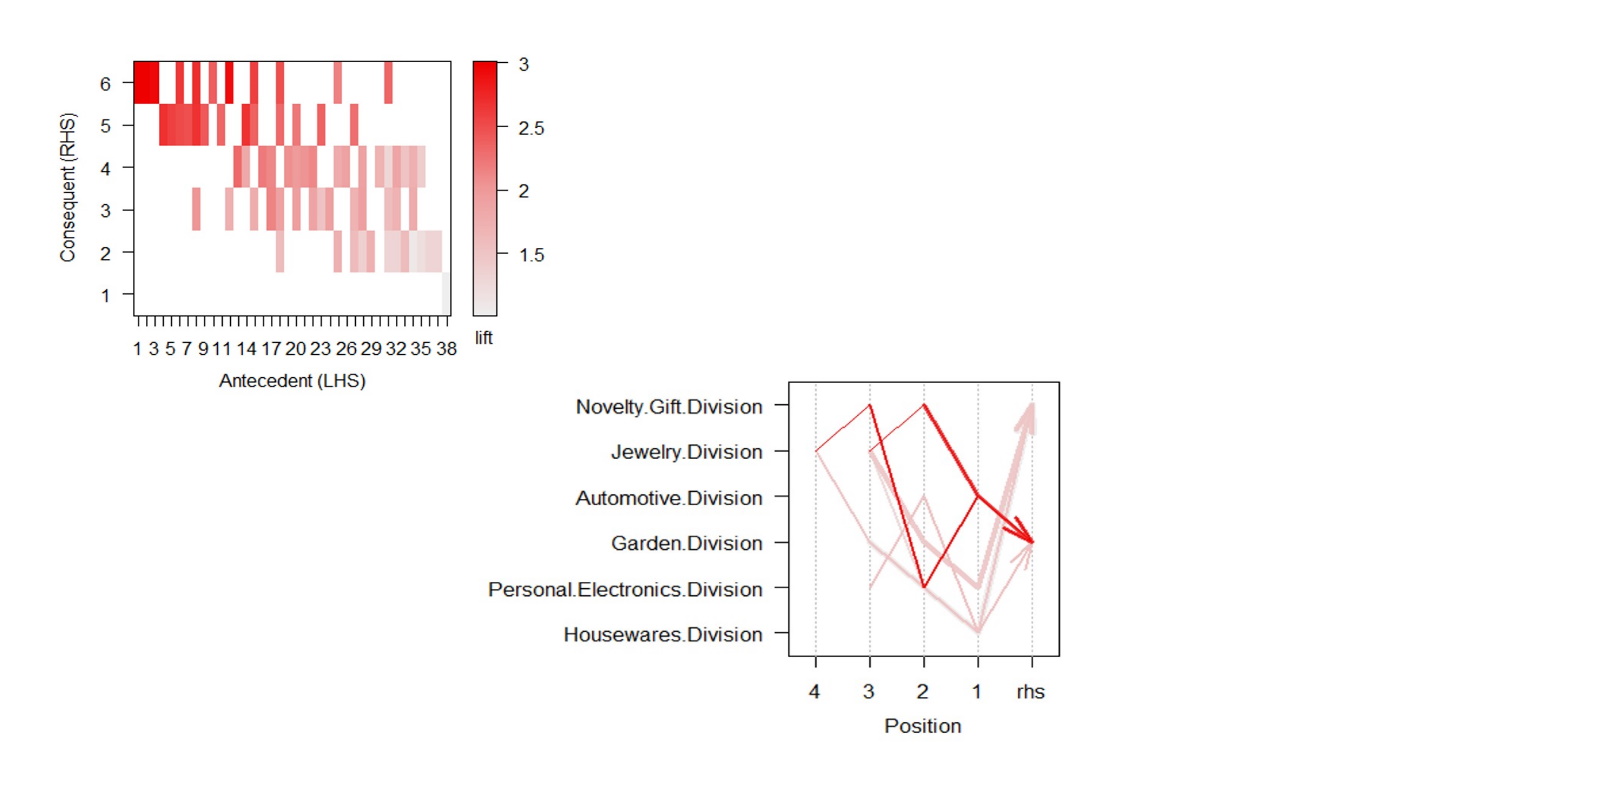 6
5
4
3
2
1
Consequent (RHS)
1 3 5 7 9 11 14 17 20 23 26 29 32 35 38
Antecedent (LHS)
3
2.5
2
1.5
lift
Novelty.Gift.Division
Jewelry.Division
Automotive.Division
Garden.Division
Personal.Electronics.Division
Housewares.Division
4 3 2 1 rhs
Position